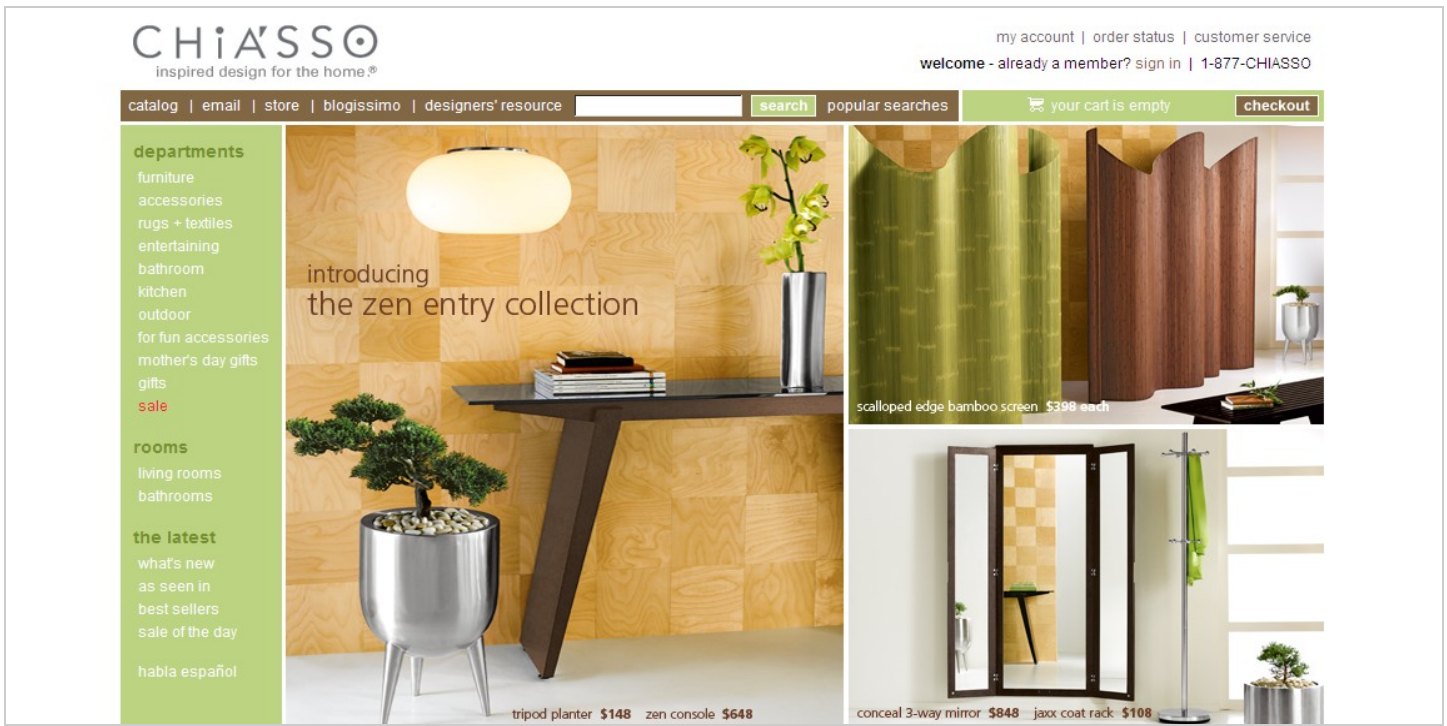 CHiA'SSO
inspired design for the home.®
my account | order status | customer service
welcome - already a member? sign in | 1-877-CHIASSO
catalog | email | store | blogissimo | designers' resource search popular searches your cart is empty checkout
departments
furniture
accessories
rugs + textiles
entertaining
bathroom
kitchen
outdoor
for fun accessories
mother's day gifts
gifts
sale
rooms
living rooms
bathrooms
the latest
what's new
as seen in
best sellers
sale of the day
habla español
introducing
the zen entry collection
tripod planter $148 zen console $648
scalloped edge bamboo screen $398 each
conceal 3-way mirror $848 jaxx coat rack $108